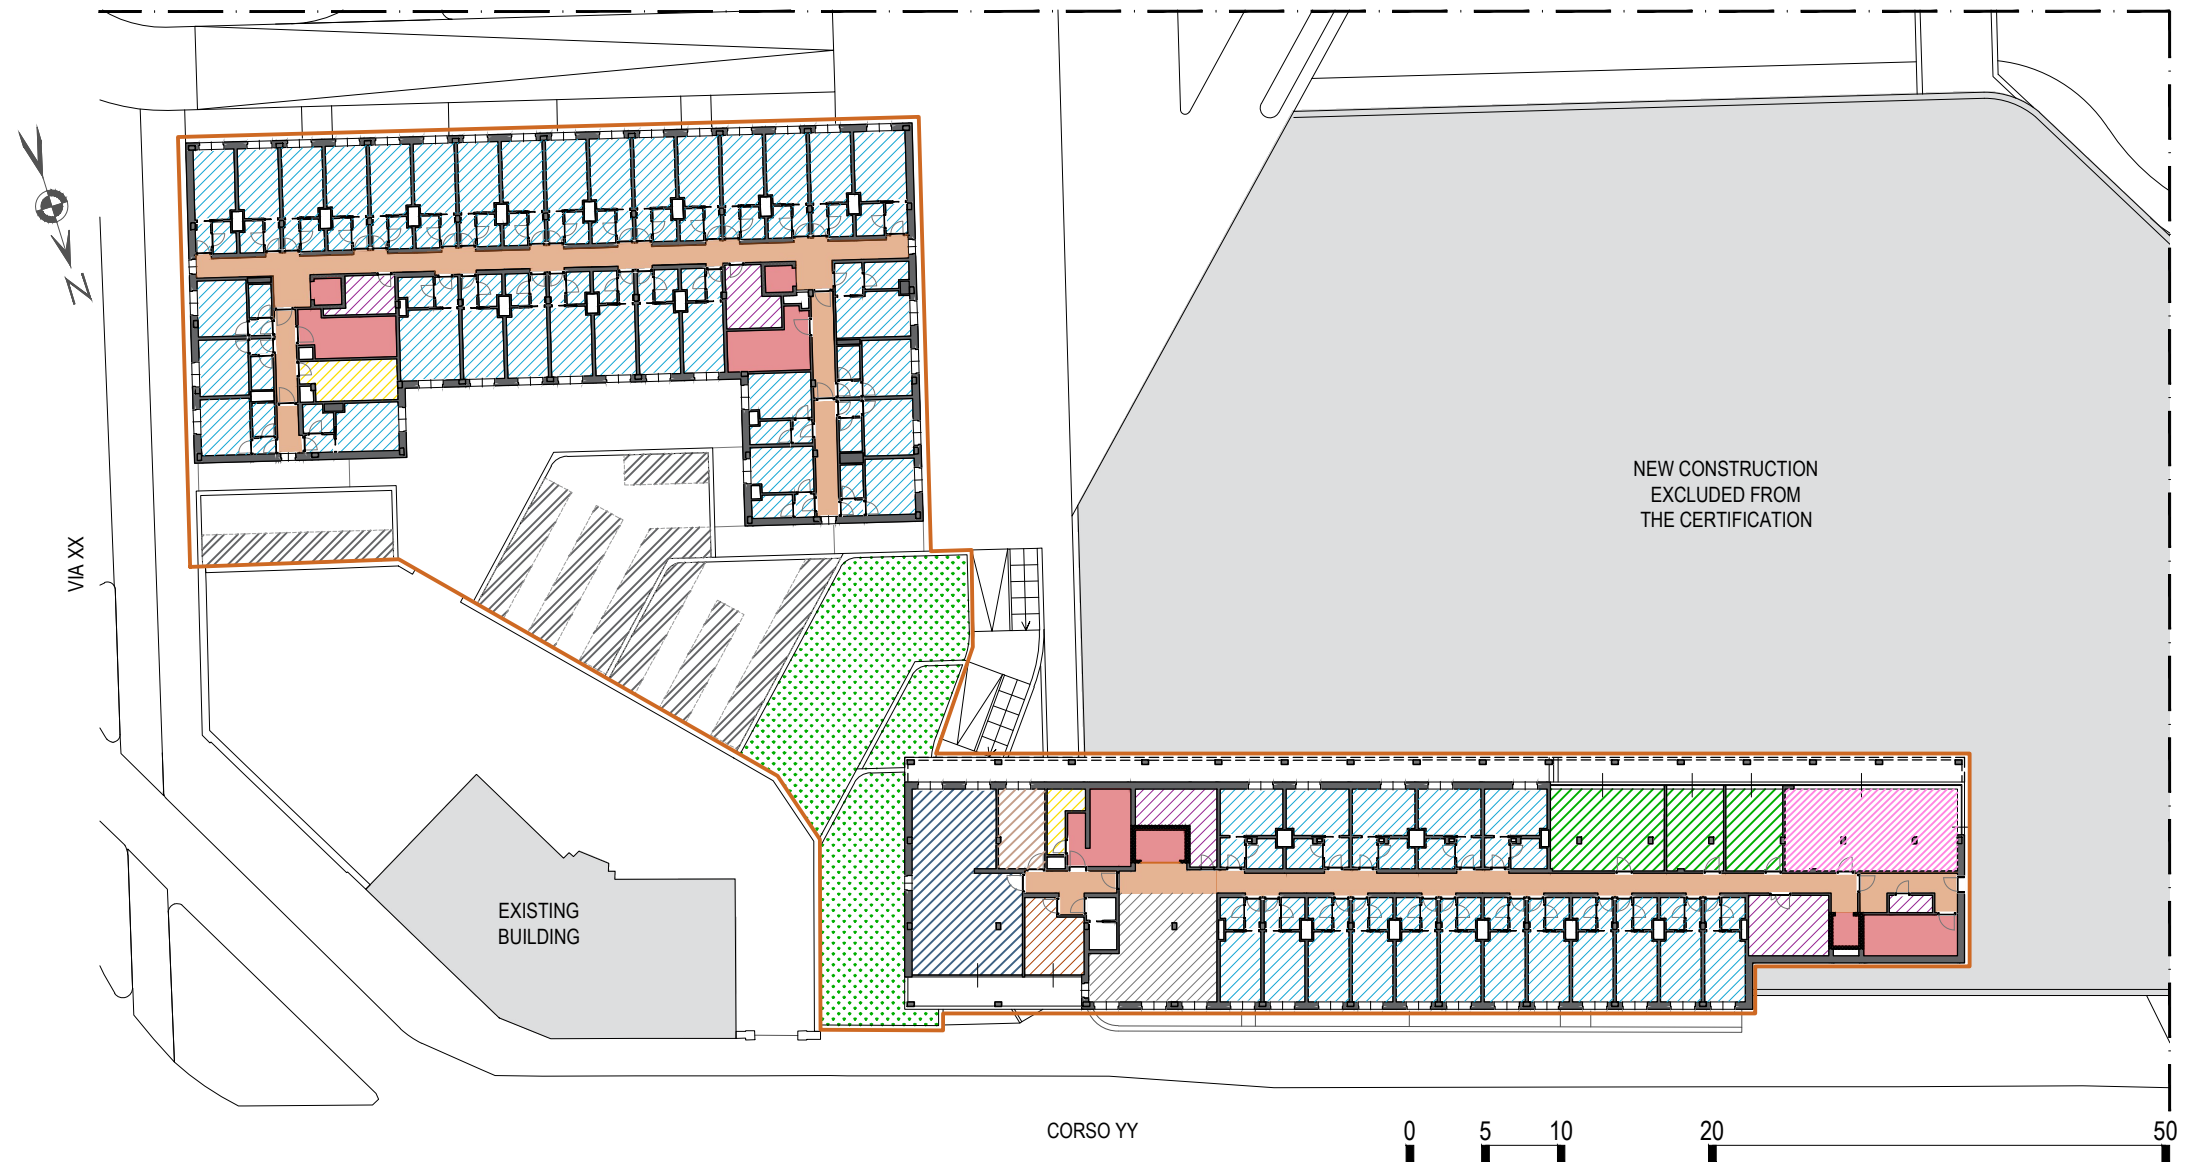 N
NEW CONSTRUCTION
EXCLUDED FROM
THE CERTIFICATION
VIA XX
EXISTING
BUILDING
CORSO YY
0 5 10 20 50